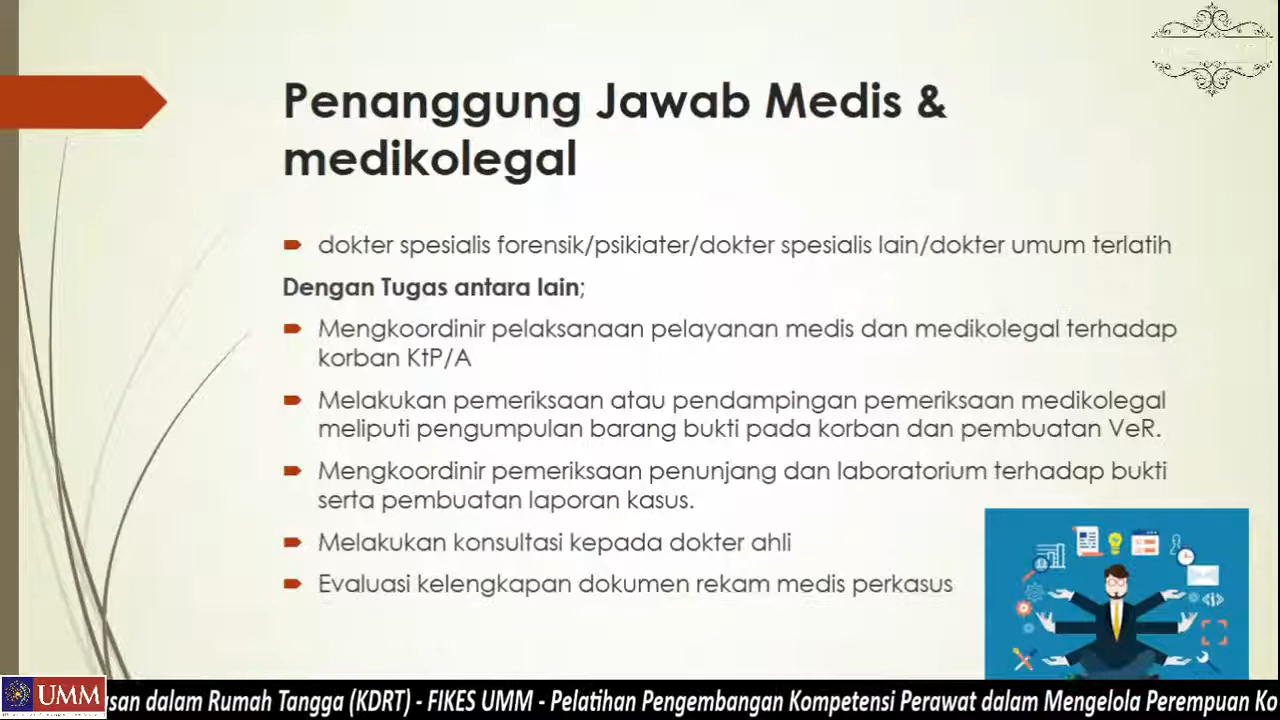 Penanggung Jawab Medis &
medikolegal
dokter spesialis forensik/psikiater/dokter spesialis lain/dokter umum terlatih
Dengan Tugas antara lain;
Mengkoordinir pelaksanaan pelayanan medis dan medikolegal terhadap
korban KtP/A
Melakukan pemeriksaan atau pendampingan pemeriksaan medikolegal
meliputi pengumpulan barang bukti pada korban dan pembuatan VeR.
Mengkoordinir pemeriksaan penunjang dan laboratorium terhadap bukti
serta pembuatan laporan kasus.
Melakukan konsultasi kepada dokter ahli
Evaluasi kelengkapan dokumen rekam medis perkasus
UMM
san dalam Rumah Tangga (KDRT) - FIKES UMM - Pelatihan Pengembangan Kompetensi Perawat dalam Mengelola Perempuan Ko